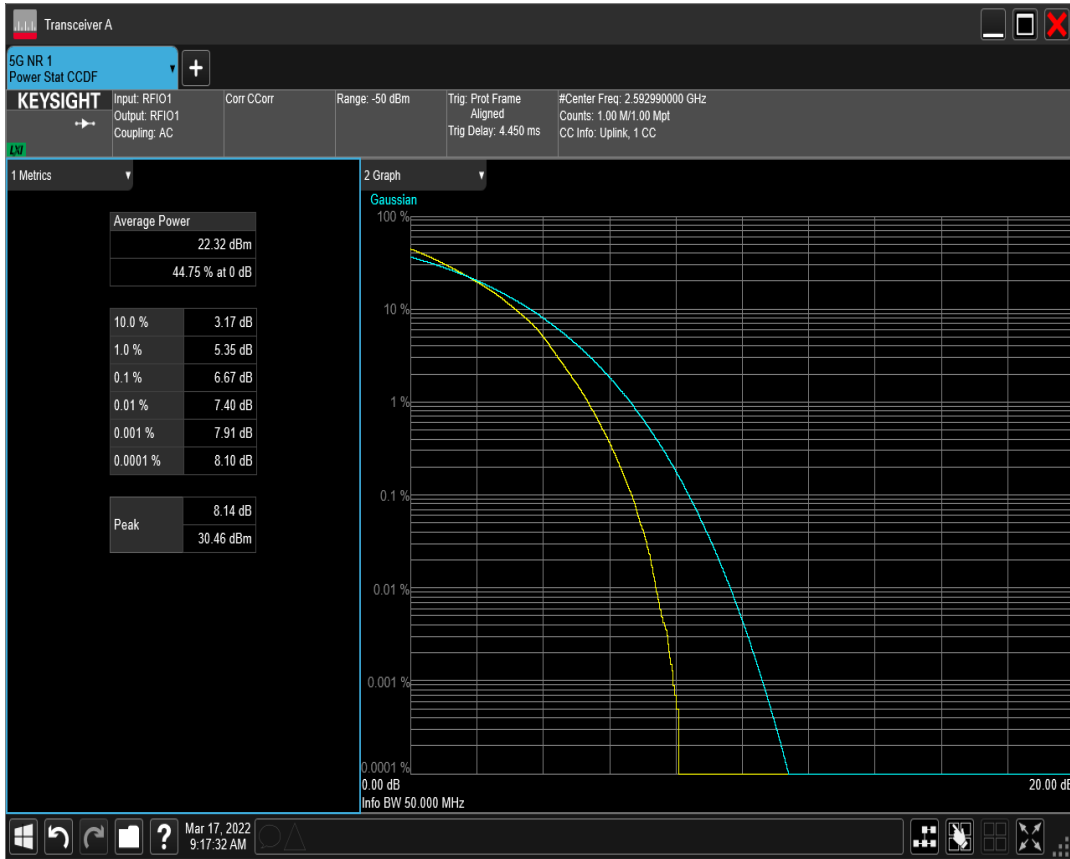 Transceiver A
5G NR 1
Power Stat CCDF
KEYSIGHT
LXI
Input: RFIO1
Output: RFIO1
Coupling: AC
Corr CCorr
Range: -50 dBm
Trig: Prot Frame
Aligned
Trig Delay: 4.450 ms
#Center Freq: 2.592990000 GHz
Counts: 1.00 M/1.00 Mpt
CC Info: Uplink, 1 CC
1 Metrics
Average Power
22.32 dBm
44.75 % at 0 dB
10.0 % 3.17 dB
1.0 % 5.35 dB
0.1 % 6.67 dB
0.01 % 7.40 dB
0.001 % 7.91 dB
0.0001 % 8.10 dB
Peak 8.14 dB
30.46 dBm
2 Graph
Gaussian
100 %
10 %
1 %
0.1 %
0.01 %
0.001 %
0.0001 %
0.00 dB 20.00 dB
Info BW 50.000 MHz
? Mar 17, 2022
9:17:32 AM